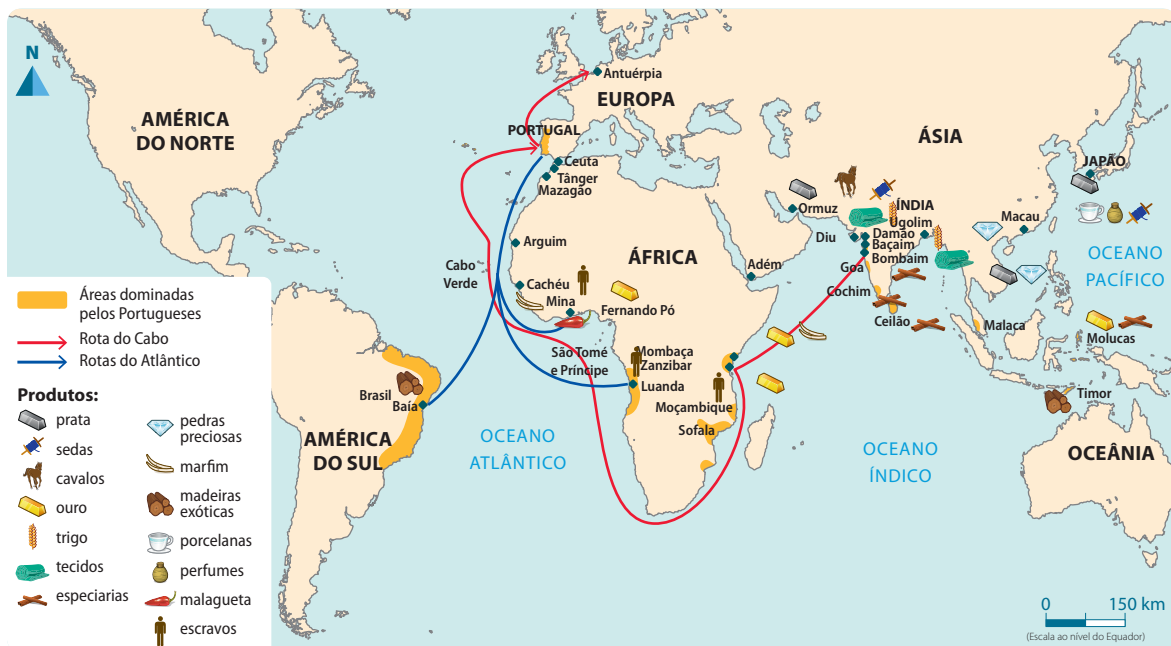 N
AMÉRICA
DO NORTE
Antuérpia
EUROPA
PORTUGAL
Ceuta
Tânger
Mazagão
ÁSIA
JAPÃO
Ormuz
ÍNDIA
Ugolim
Damão
Baçaim
Bombaim
Diu
Macau
Goa
Cochim
Ceilão
Adém
Arguim
ÁFRICA
Cabo
Verde
Cachéu
Mina
Fernando Pó
OCEANO
PACÍFICO
Malaca
Molucas
São Tomé
e Príncipe
Mombaça
Zanzibar
Luanda
Moçambique
Sofala
Timor
Brasil
Baía
AMÉRICA
DO SUL
OCEANO
ATLÂNTICO
OCEANO
ÍNDICO
OCEÂNIA
Áreas dominadas
pelos Portugueses
Rota do Cabo
Rotas do Atlântico
Produtos:
prata
sedas
cavalos
ouro
trigo
tecidos
especiarias
pedras
preciosas
marfim
madeiras
exóticas
porcelanas
perfumes
malagueta
escravos
0 150 km
(Escala ao nível do Equador)